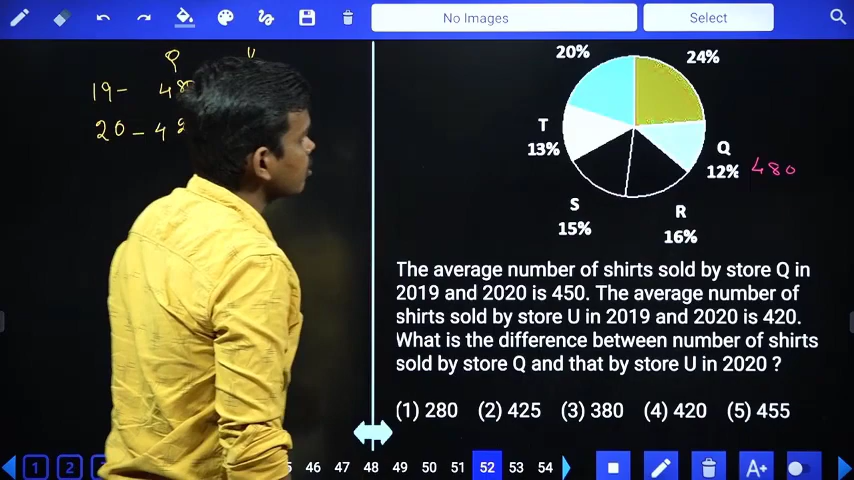 No Images
Select
20%
24%
T
13%
Q
12% 480
S
15%
R
16%
19-
20-
The average number of shirts sold by store Q in
2019 and 2020 is 450. The average number of
shirts sold by store U in 2019 and 2020 is 420.
What is the difference between number of shirts
sold by store Q and that by store U in 2020 ?
(1) 280 (2) 425 (3) 380 (4) 420 (5) 455
1 2 46 47 48 49 50 51 52 53 54
A+